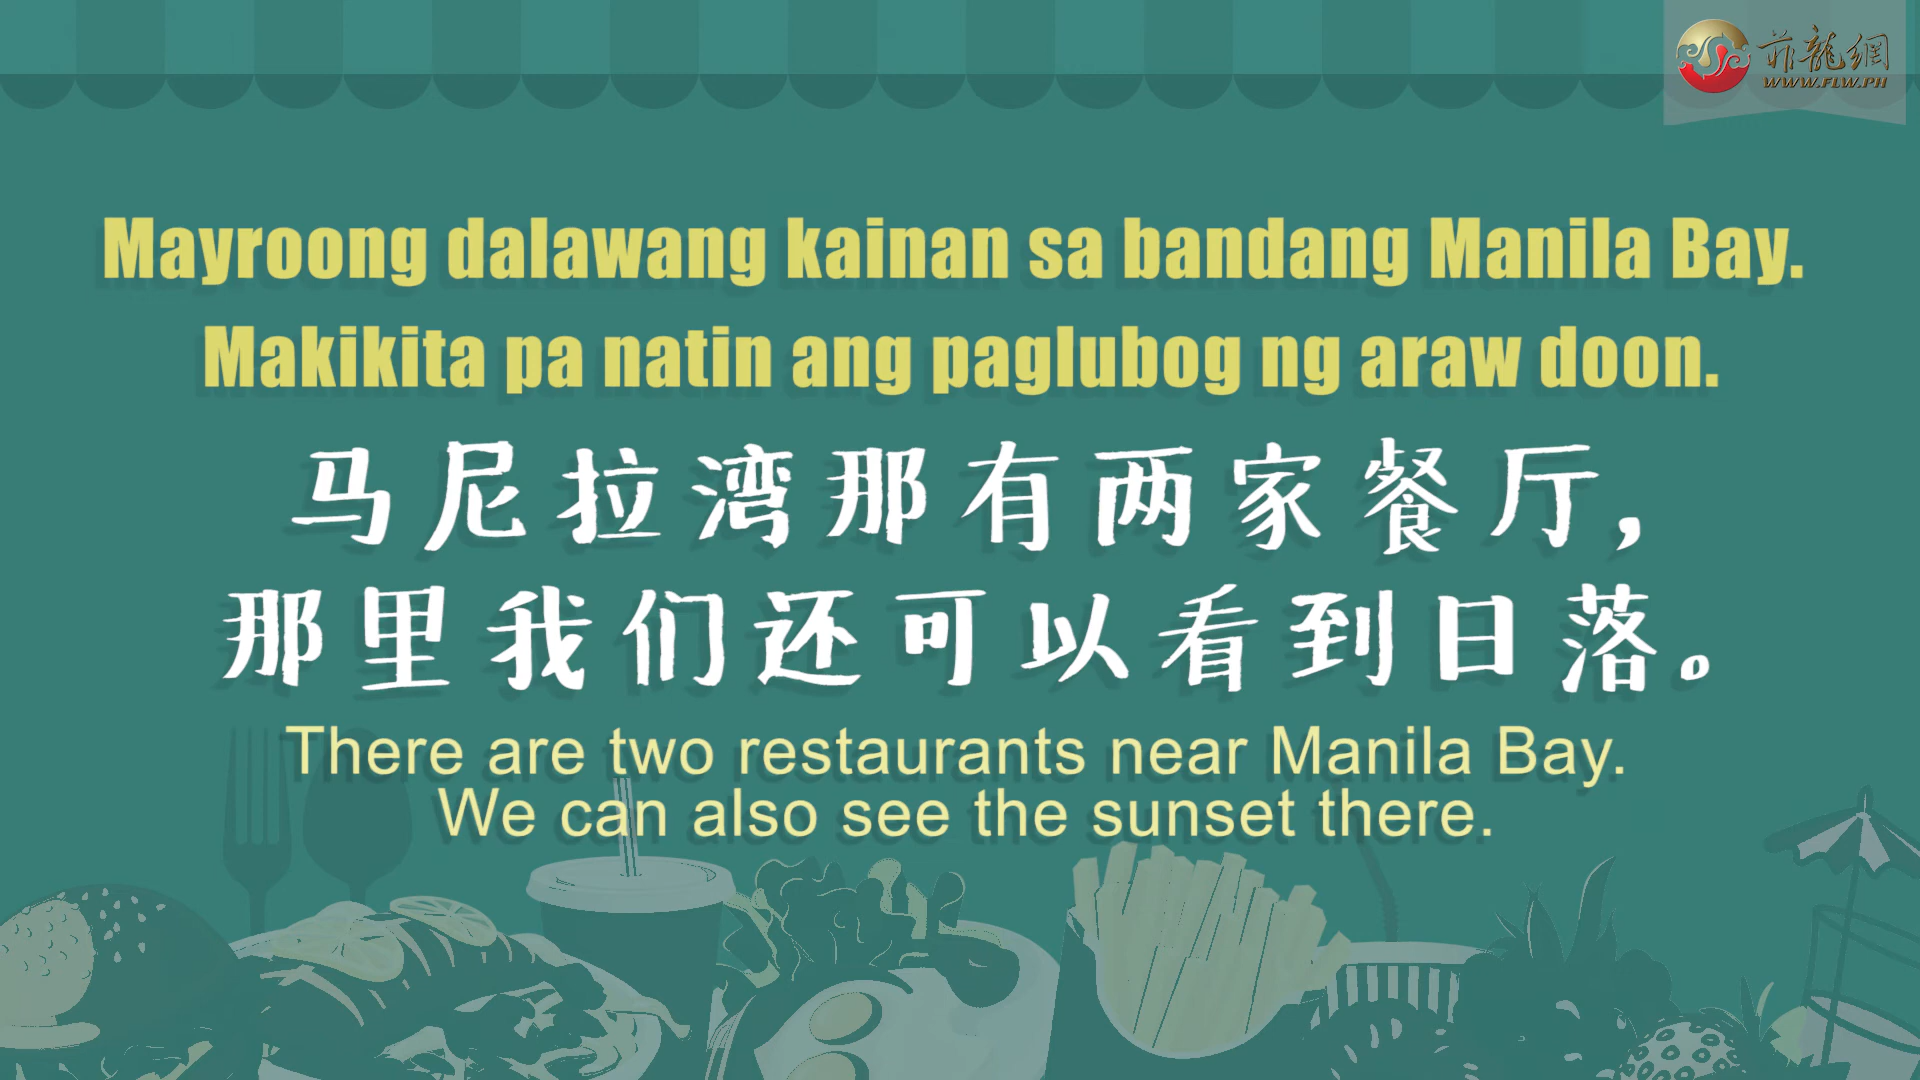 菲龍網
WWW.FLW.PH
Mayroong dalawang kainan sa bandang Manila Bay.
Makikita pa natin ang paglubog ng araw doon.
马尼拉湾那有两家餐厅，
那里我们还可以看到日落。
There are two restaurants near Manila Bay.
We can also see the sunset there.